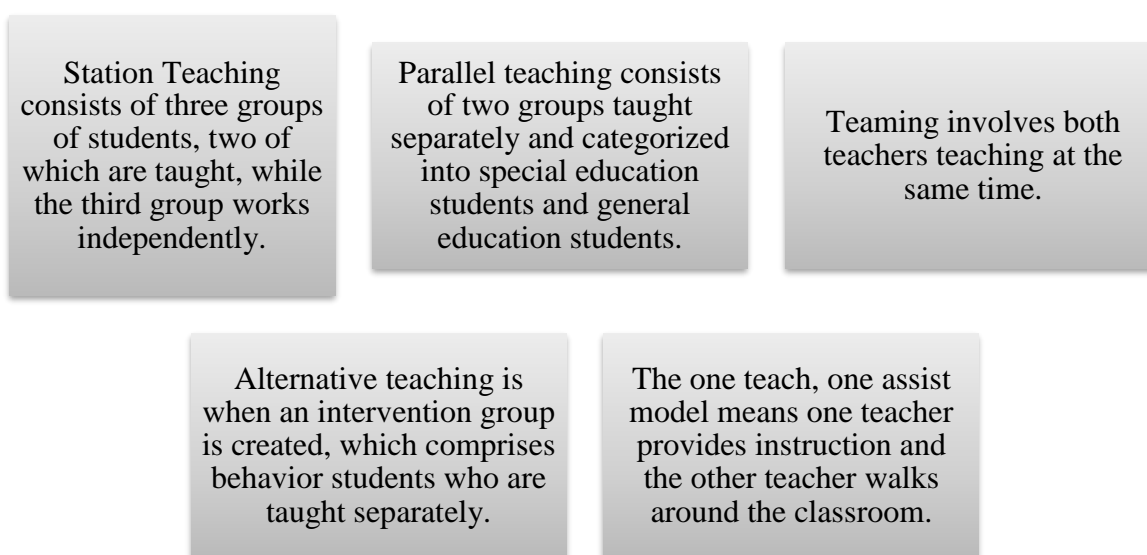 Station Teaching
consists of three groups
of students, two of
which are taught, while
the third group works
independently.
Parallel teaching consists
of two groups taught
separately and categorized
into special education
students and general
education students.
Teaming involves both
teachers teaching at the
same time.
Alternative teaching is
when an intervention group
is created, which comprises
behavior students who are
taught separately.
The one teach, one assist
model means one teacher
provides instruction and
the other teacher walks
around the classroom.